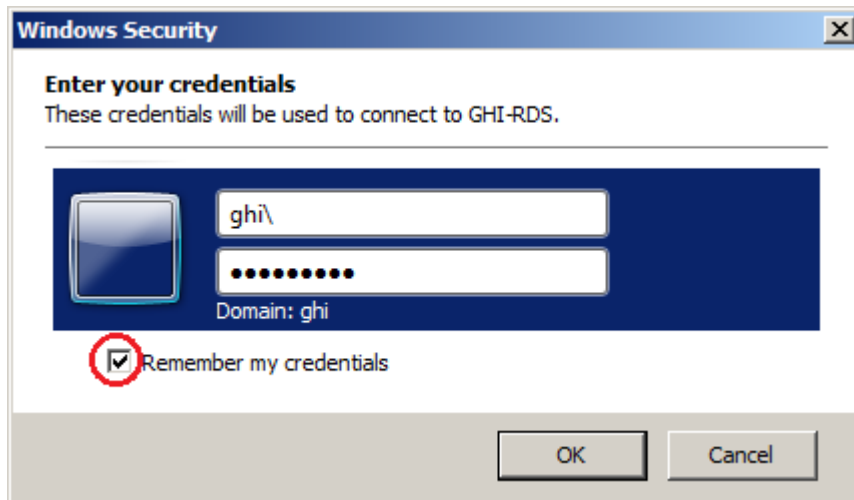 Windows Security
Enter your credentials
These credentials will be used to connect to GHI-RDS.
ghi\
●●●●●●●●●
Domain: ghi
Remember my credentials
OK
Cancel